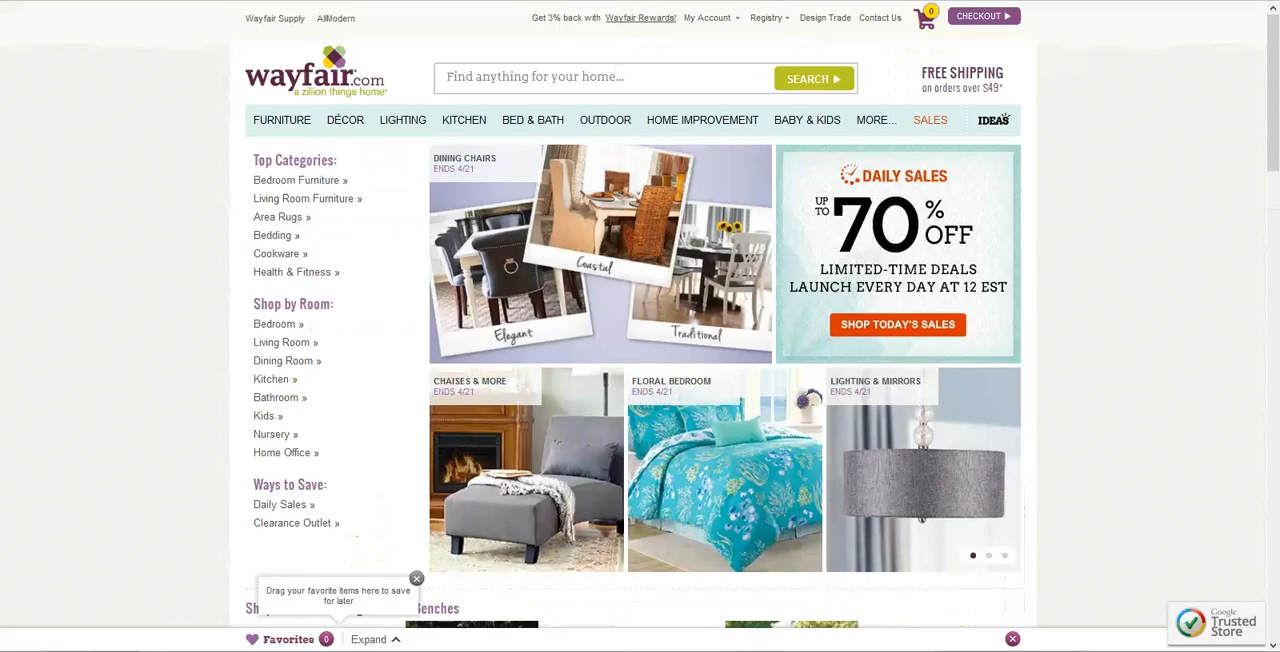 Wayfair Supply AllModern
Get 3% back with Wayfair Rewards! My Account Registry Design Trade Contact Us 0 CHECKOUT
wayfair.com
a zillion things home
Find anything for your home... SEARCH
FREE SHIPPING
on orders over $49*
FURNITURE DÉCOR LIGHTING KITCHEN BED & BATH OUTDOOR HOME IMPROVEMENT BABY & KIDS MORE... SALES IDEAS
Top Categories:
Bedroom Furniture »
Living Room Furniture »
Area Rugs »
Bedding »
Cookware »
Health & Fitness »
Shop by Room:
Bedroom »
Living Room »
Dining Room »
Kitchen »
Bathroom »
Kids »
Nursery »
Home Office »
Ways to Save:
Daily Sales »
Clearance Outlet »
DINING CHAIRS
ENDS 4/21
Coastal
Elegant
Traditional
DAILY SALES
UP TO 70% OFF
LIMITED-TIME DEALS
LAUNCH EVERY DAY AT 12 EST
SHOP TODAY'S SALES
CHAISES & MORE
ENDS 4/21
FLORAL BEDROOM
ENDS 4/21
LIGHTING & MIRRORS
ENDS 4/21
Drag your favorite items here to save
for later
Benches
Favorites 0 Expand
Google
Trusted
Store